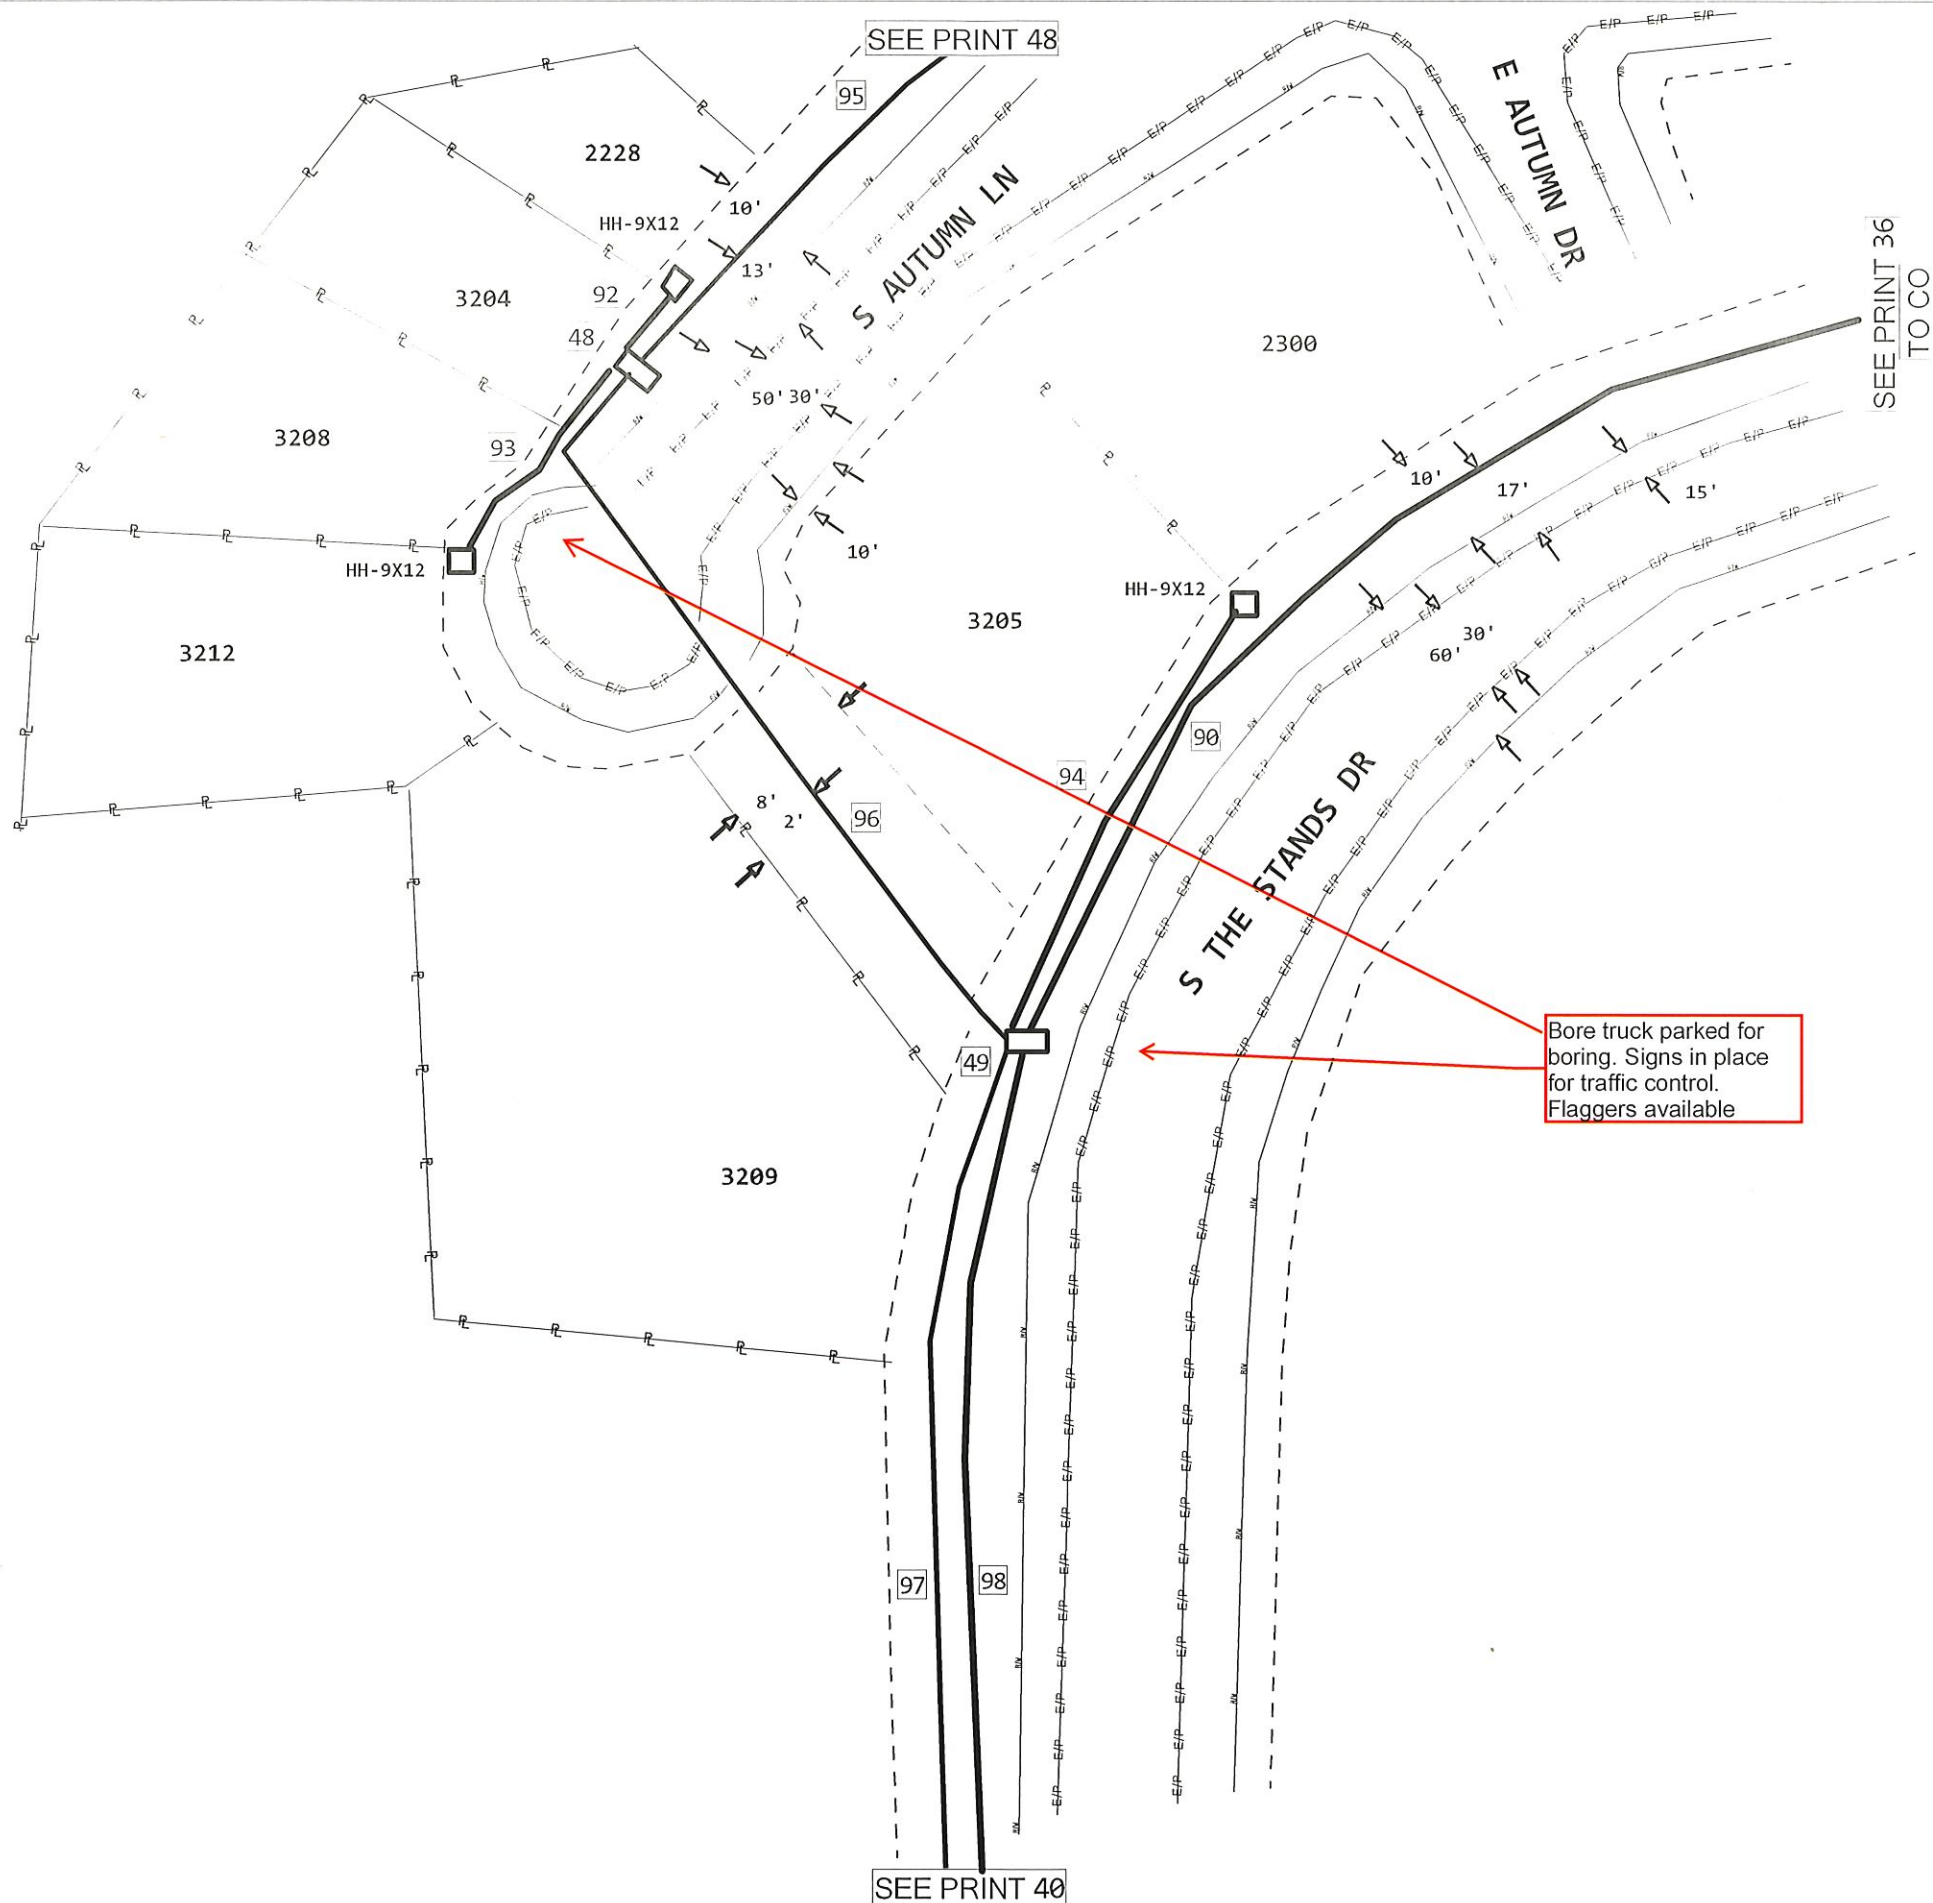 SEE PRINT 48
95
E AUTUMN DR
2228
10'
HH-9X12
13'
S AUTUMN LN
SEE PRINT 36
TO CO
3204
92
48
2300
50' 30'
3208
93
10'
17'
15'
10'
HH-9X12
HH-9X12
3205
30'
60'
3212
90
94
8'
2'
96
S THE STANDS DR
49
Bore truck parked for
boring. Signs in place
for traffic control.
Flaggers available
3209
97
98
SEE PRINT 40